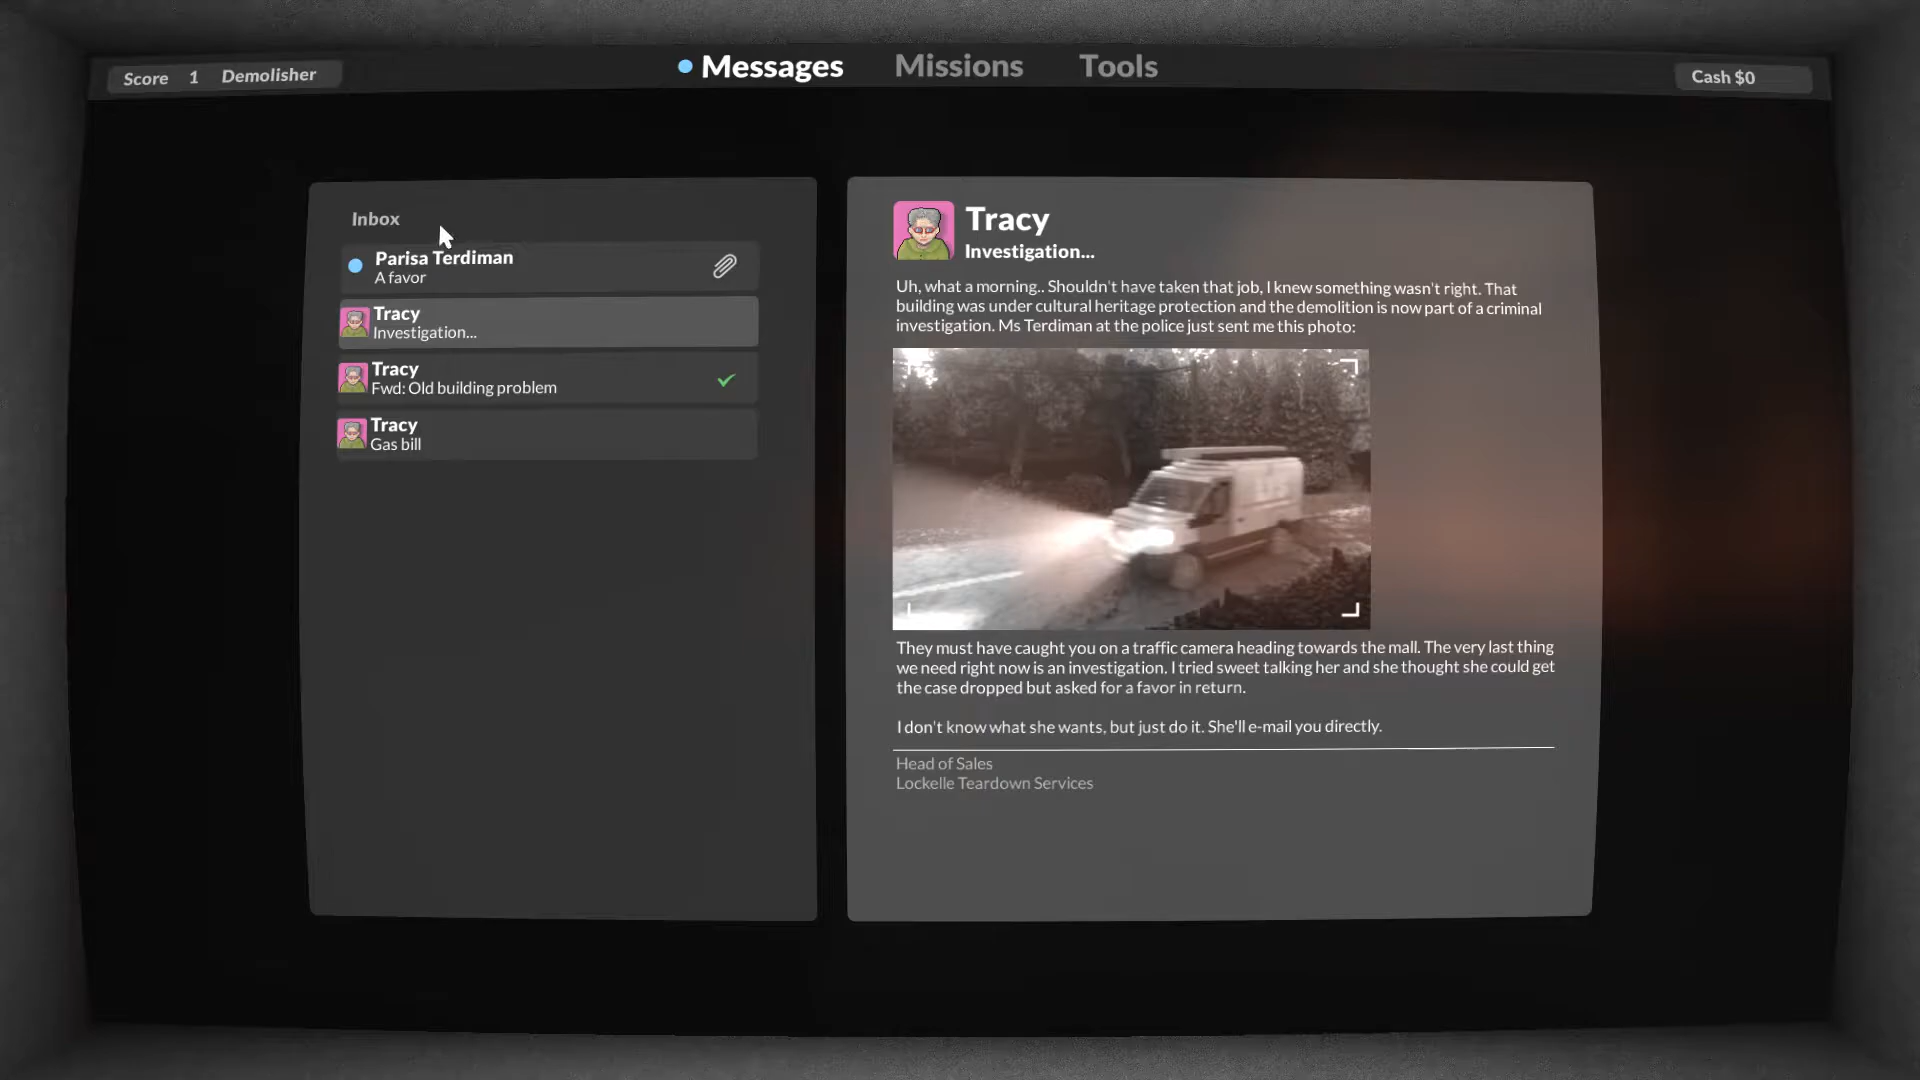 Score 1 Demolisher
Messages Missions Tools
Cash $0
Inbox
Parisa Terdiman
A favor
Tracy
Investigation...
Tracy
Fwd: Old building problem
Tracy
Gas bill
Tracy
Investigation...
Uh, what a morning.. Shouldn't have taken that job, I knew something wasn't right. That
building was under cultural heritage protection and the demolition is now part of a criminal
investigation. Ms Terdiman at the police just sent me this photo:
They must have caught you on a traffic camera heading towards the mall. The very last thing
we need right now is an investigation. I tried sweet talking her and she thought she could get
the case dropped but asked for a favor in return.
I don't know what she wants, but just do it. She'll e-mail you directly.
Head of Sales
Lockelle Teardown Services